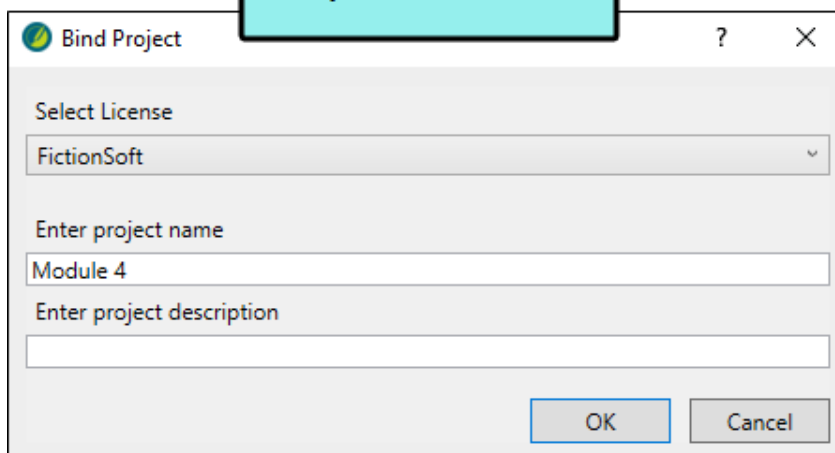 Bind Project
?
Select License
FictionSoft
Enter project name
Module 4
Enter project description
OK Cancel